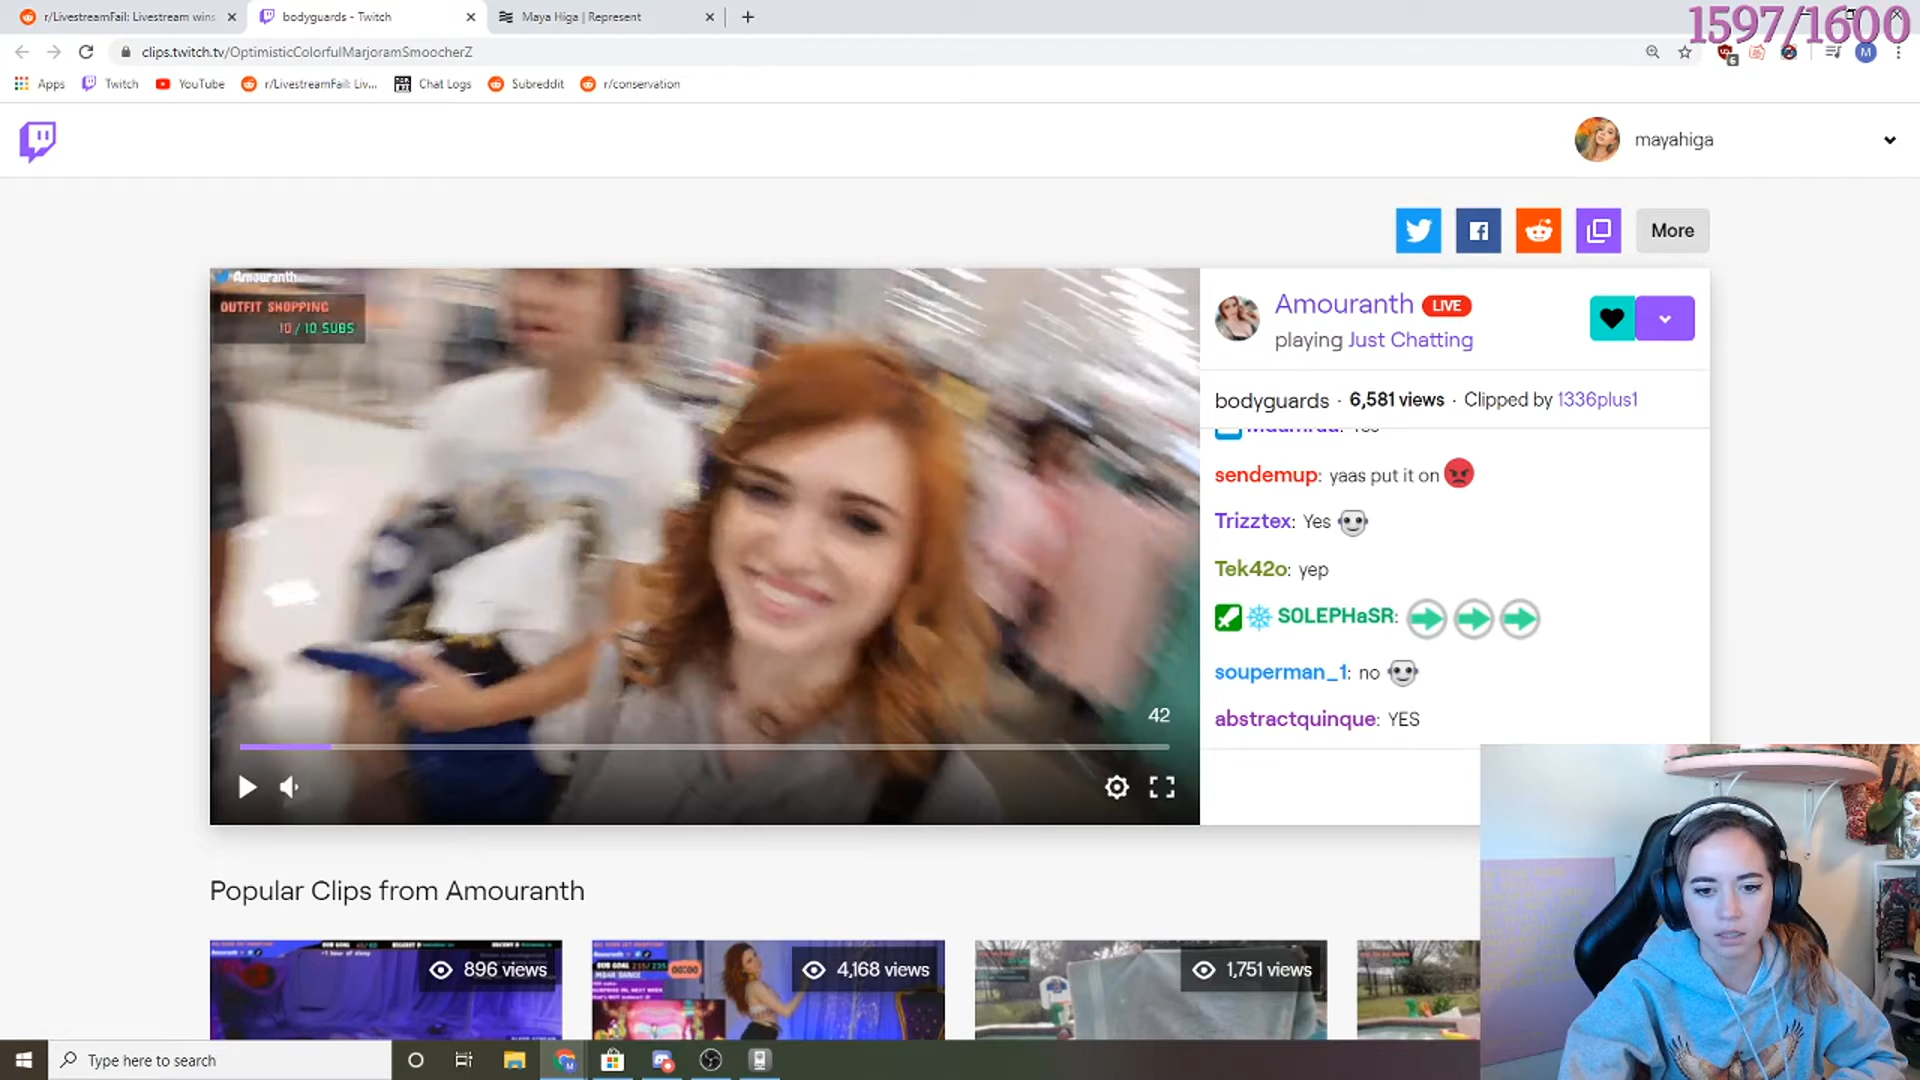 r/LivestreamFail: Livestream wins
bodyguards - Twitch
Maya Higa | Represent
1597/1600
clips.twitch.tv/OptimisticColorfulMarjoramSmoocherZ
6
M
Apps
Twitch
YouTube
r/LivestreamFail: Liv...
Chat Logs
Subreddit
r/conservation
mayahiga
More
Amouranth
OUTFIT SHOPPING
10/10 SUBS
Amouranth LIVE
playing Just Chatting
bodyguards · 6,581 views · Clipped by 1336plus1
sendemup: yaas put it on
Trizztex: Yes
Tek42o: yep
S0LEPHaSR:
souperman_1: no
abstractquinque: YES
42
Popular Clips from Amouranth
896 views
4,168 views
1,751 views
Type here to search